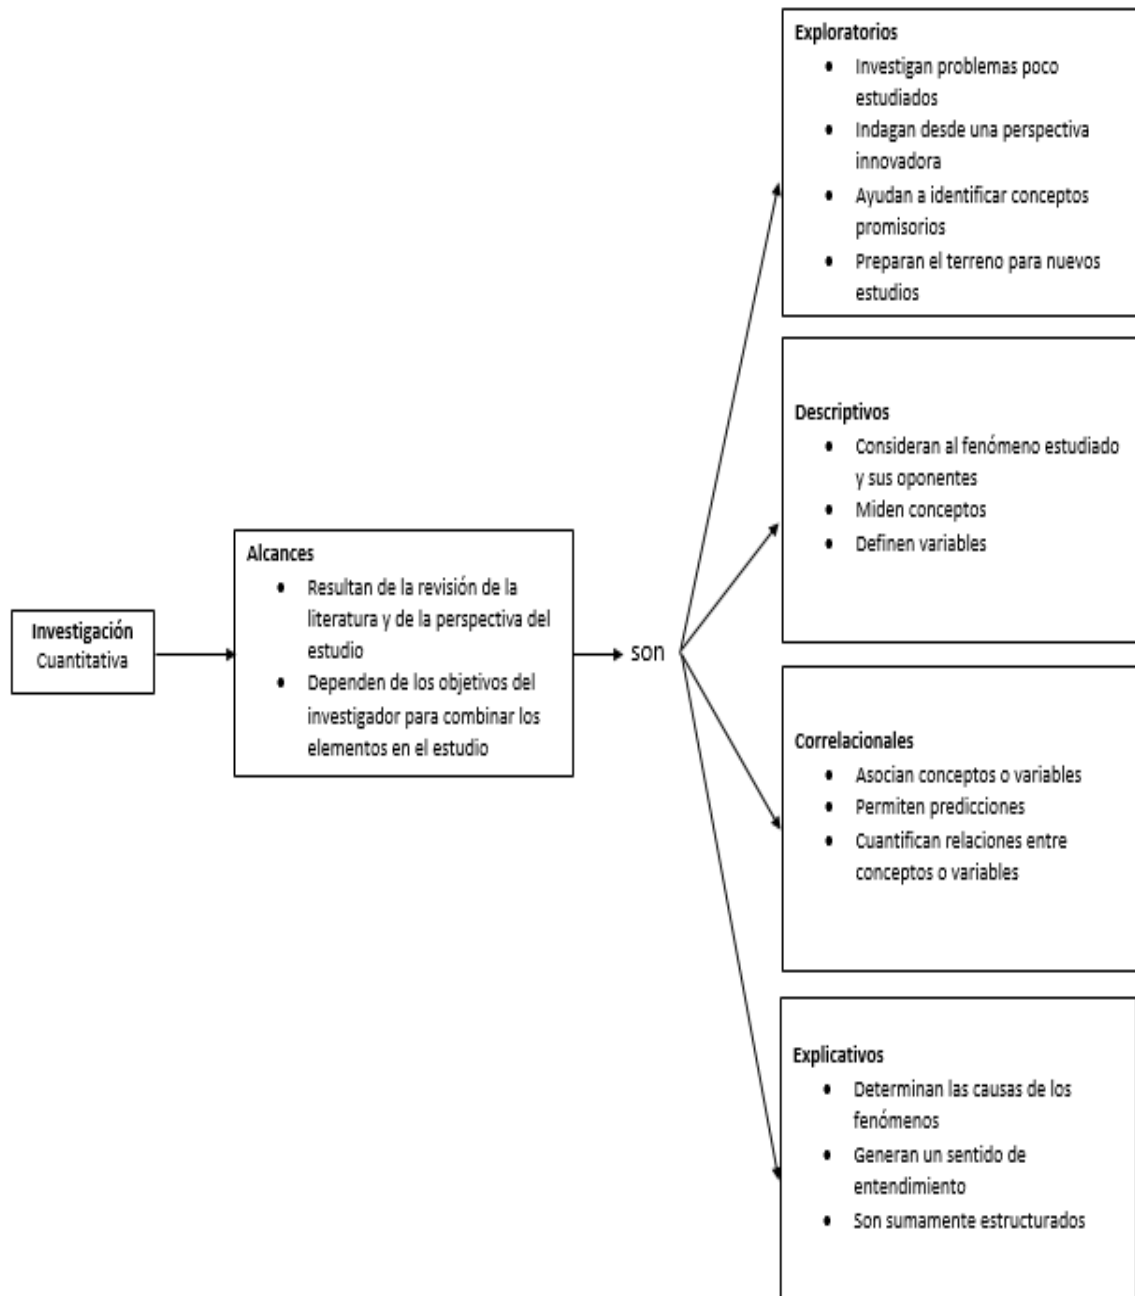 Investigación
Cuantitativa
Alcances
• Resultan de la revisión de la
literatura y de la perspectiva del
estudio
• Dependen de los objetivos del
investigador para combinar los
elementos en el estudio
son
Exploratorios
• Investigan problemas poco
estudiados
• Indagan desde una perspectiva
innovadora
• Ayudan a identificar conceptos
promisorios
• Preparan el terreno para nuevos
estudios
Descriptivos
• Consideran al fenómeno estudiado
y sus oponentes
• Miden conceptos
• Definen variables
Correlacionales
• Asocian conceptos o variables
• Permiten predicciones
• Cuantifican relaciones entre
conceptos o variables
Explicativos
• Determinan las causas de los
fenómenos
• Generan un sentido de
entendimiento
• Son sumamente estructurados